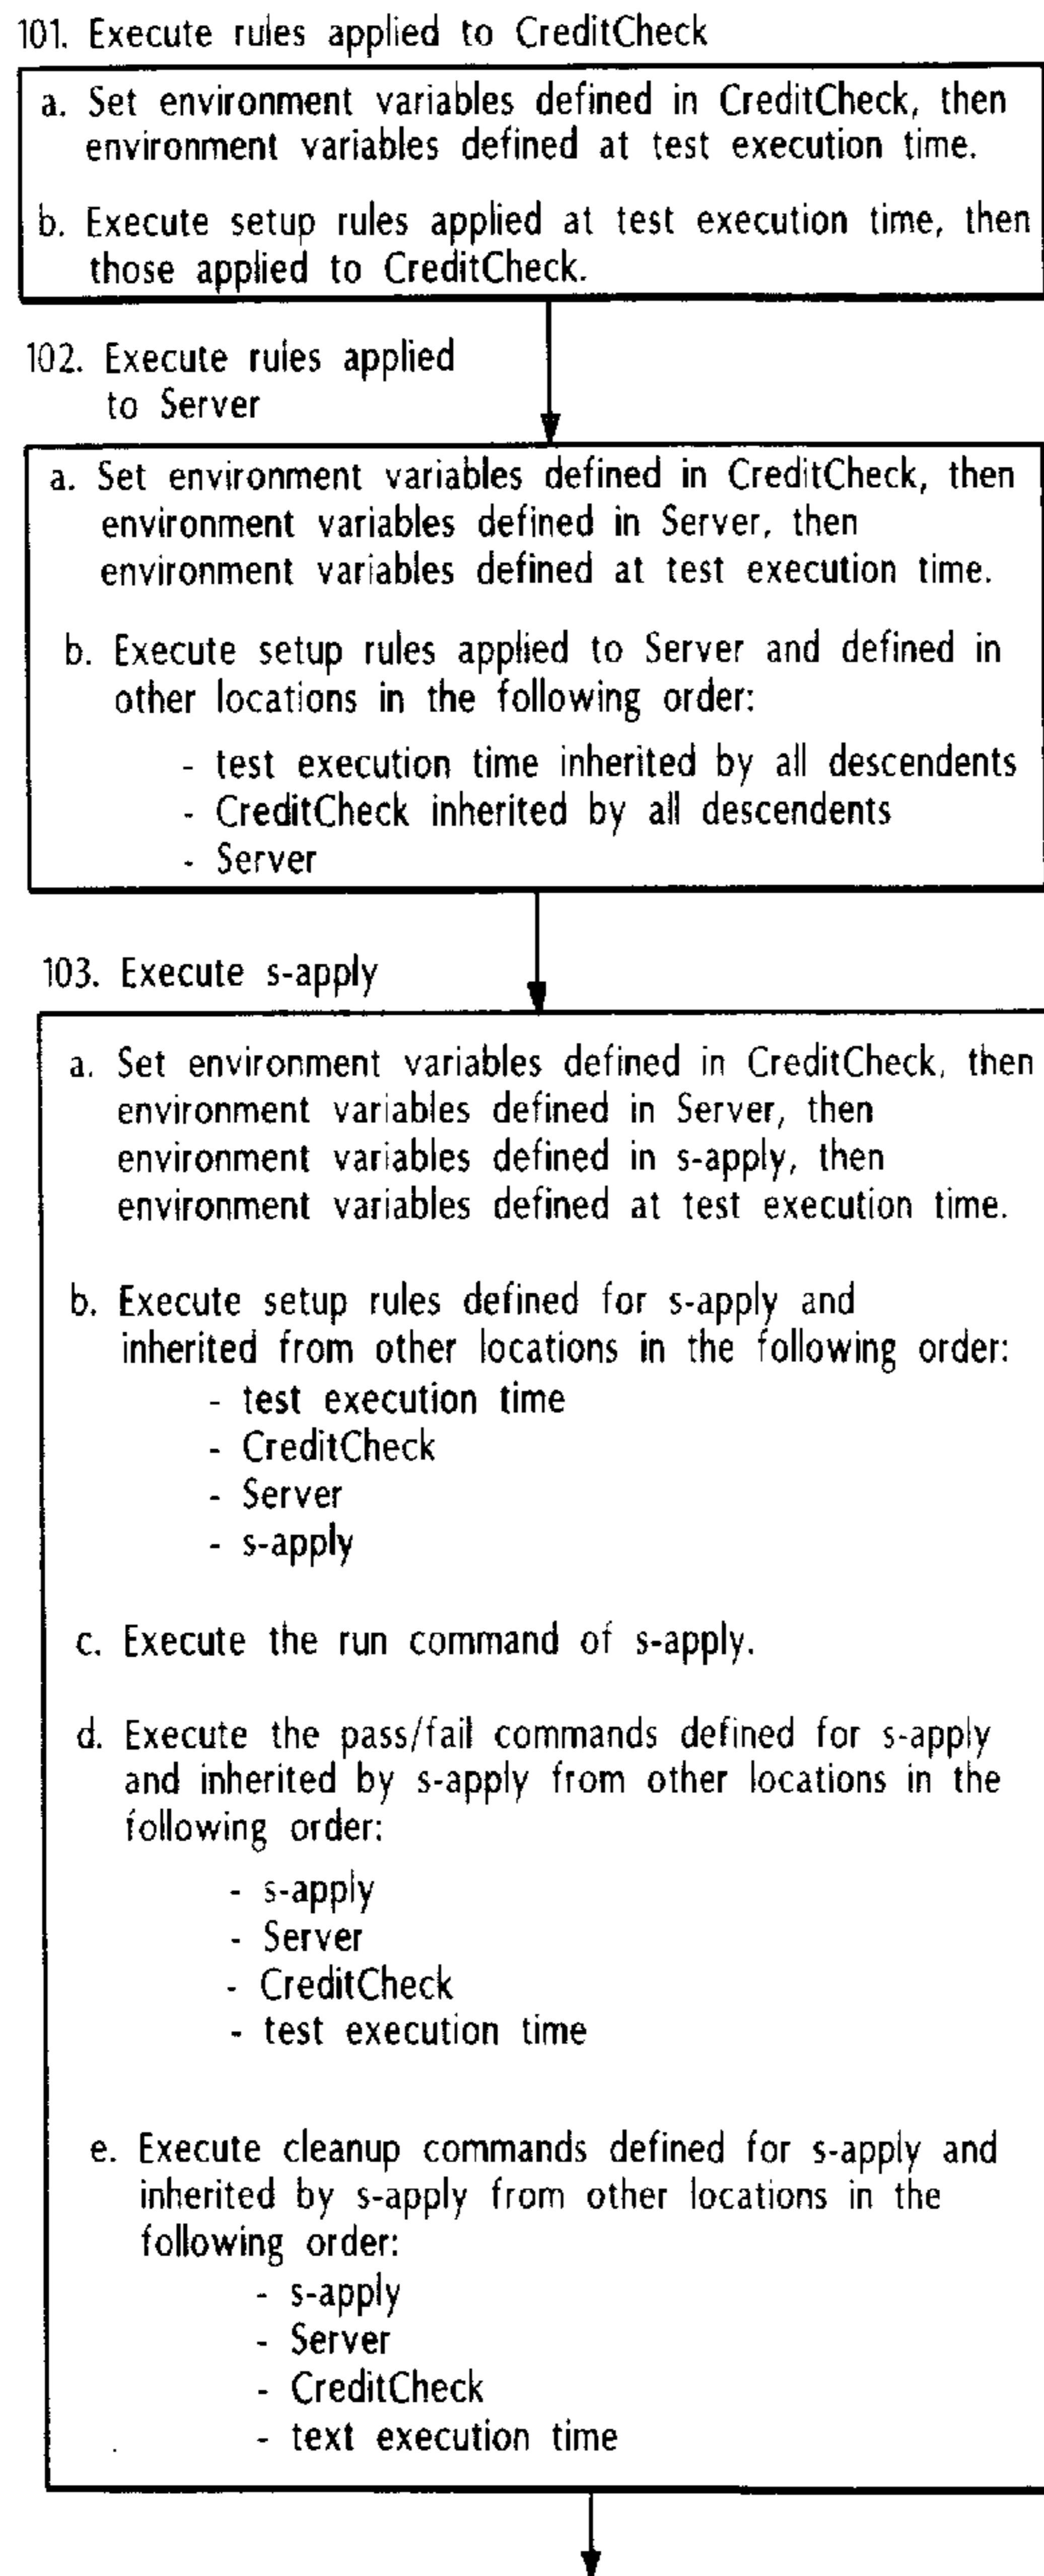 101. Execute rules applied to CreditCheck
a. Set environment variables defined in CreditCheck, then
environment variables defined at test execution time.
b. Execute setup rules applied at test execution time, then
those applied to CreditCheck.
102. Execute rules applied
to Server
a. Set environment variables defined in CreditCheck, then
environment variables defined in Server, then
environment variables defined at test execution time.
b. Execute setup rules applied to Server and defined in
other locations in the following order:
- test execution time inherited by all descendents
- CreditCheck inherited by all descendents
- Server
103. Execute s-apply
a. Set environment variables defined in CreditCheck, then
environment variables defined in Server, then
environment variables defined in s-apply, then
environment variables defined at test execution time.
b. Execute setup rules defined for s-apply and
inherited from other locations in the following order:
- test execution time
- CreditCheck
- Server
- s-apply
c. Execute the run command of s-apply.
d. Execute the pass/fail commands defined for s-apply
and inherited by s-apply from other locations in the
following order:
- s-apply
- Server
- CreditCheck
- test execution time
e. Execute cleanup commands defined for s-apply and
inherited by s-apply from other locations in the
following order:
- s-apply
- Server
- CreditCheck
- text execution time